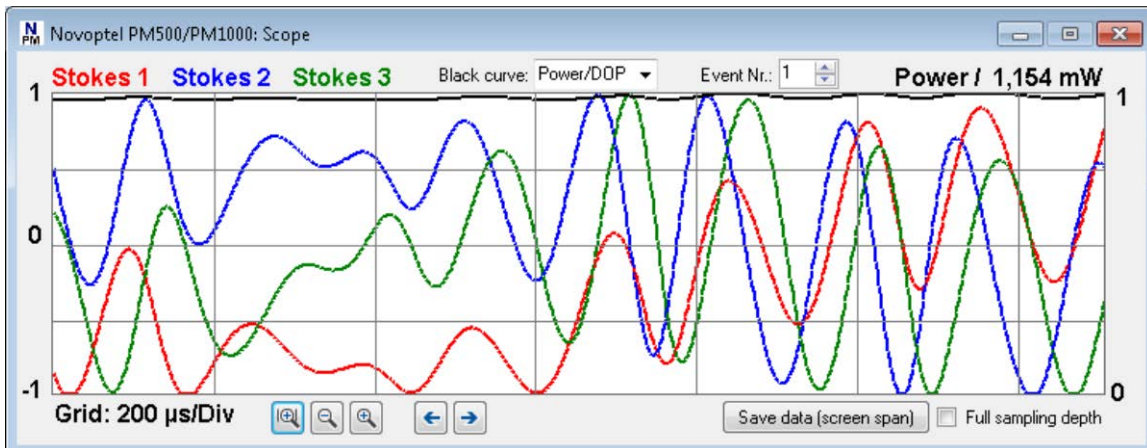 N PM Novoptel PM500/PM1000: Scope
Stokes 1 Stokes 2 Stokes 3 Black curve: Power/DOP Event Nr.: 1 Power / 1,154 mW
1 1
0
-1 0
Grid: 200 µs/Div Save data (screen span) Full sampling depth